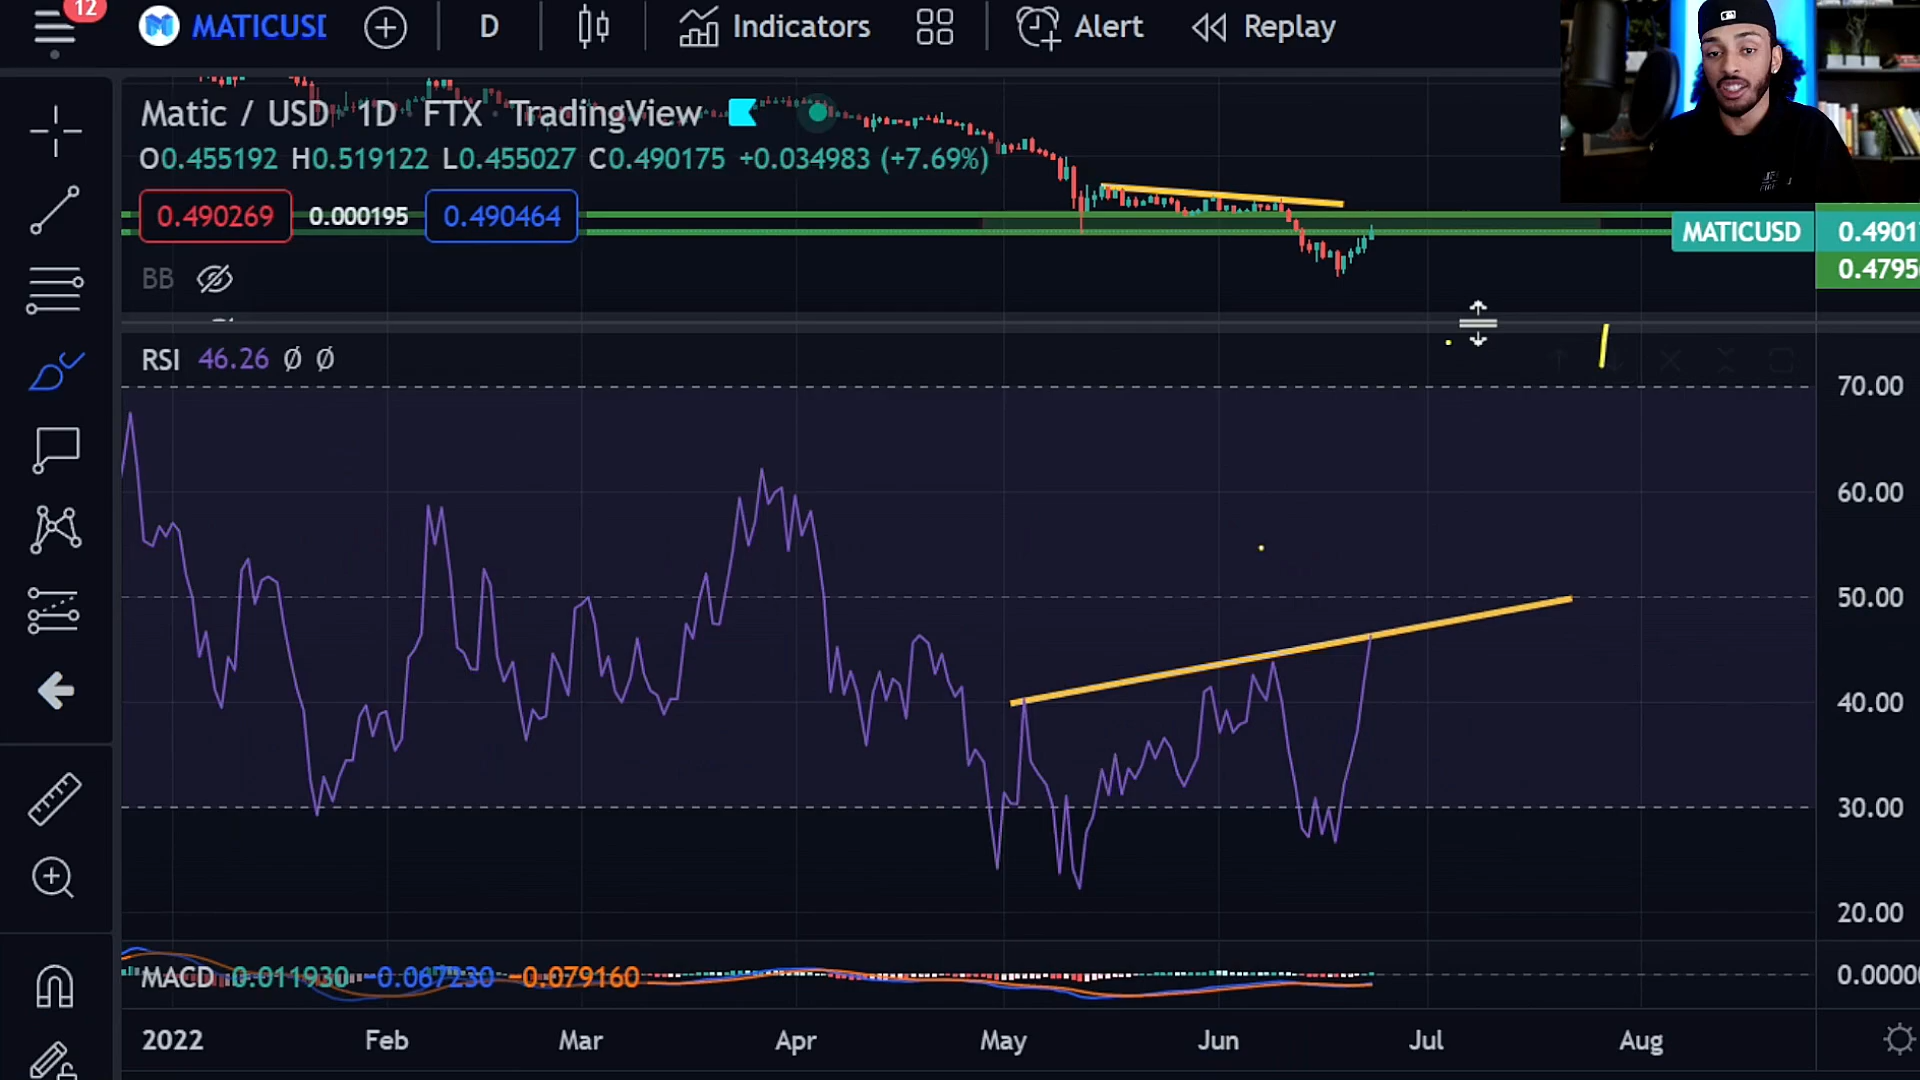 12
MATICUSD
D
Indicators
Alert
Replay
Matic / USD · 1D · FTX · TradingView
O0.455192 H0.519122 L0.455027 C0.490175 +0.034983 (+7.69%)
0.490269
0.000195
0.490464
MATICUSD
0.4901
0.4795
BB
RSI 46.26 Ø Ø
70.00
60.00
50.00
40.00
30.00
20.00
MACD 0.011930 −0.067230 −0.079160
0.0000
2022
Feb
Mar
Apr
May
Jun
Jul
Aug